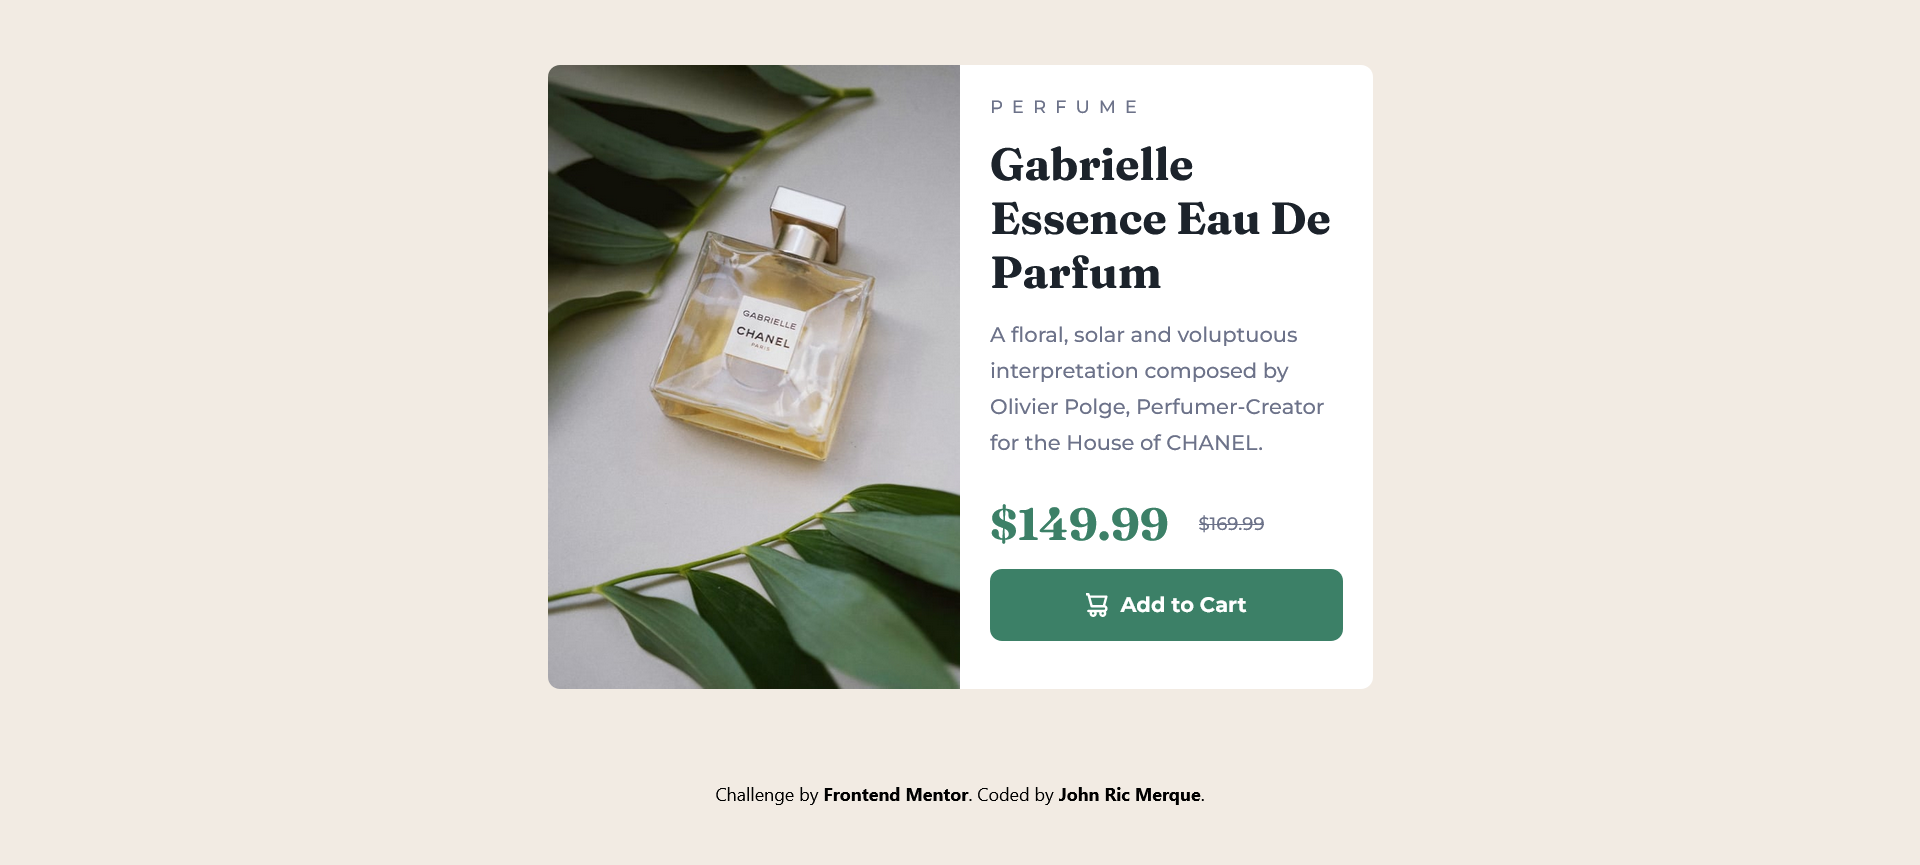 GABRIELLE
CHANEL
PARIS
PERFUME
Gabrielle
Essence Eau De
Parfum
A floral, solar and voluptuous
interpretation composed by
Olivier Polge, Perfumer-Creator
for the House of CHANEL.
$149.99 $169.99
Add to Cart
Challenge by Frontend Mentor. Coded by John Ric Merque.